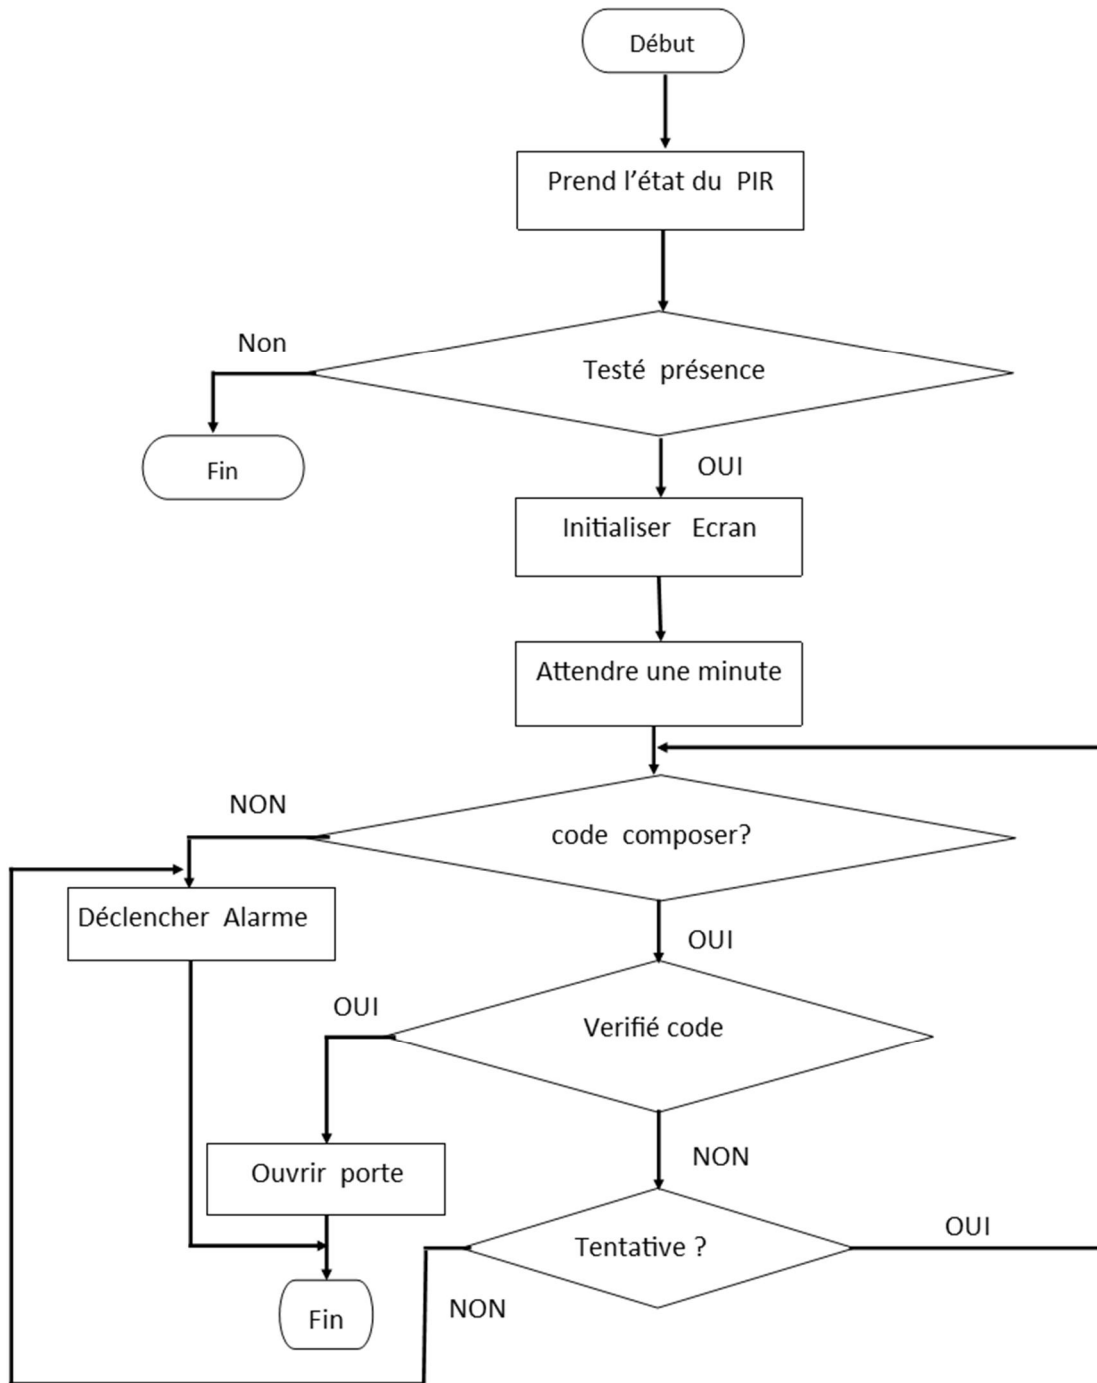 Début
Prend l'état du PIR
Non
Testé présence
Fin
OUI
Initialiser Ecran
Attendre une minute
NON
code composer?
Déclencher Alarme
OUI
OUI
Verifié code
NON
Ouvrir porte
Tentative ?
OUI
NON
Fin